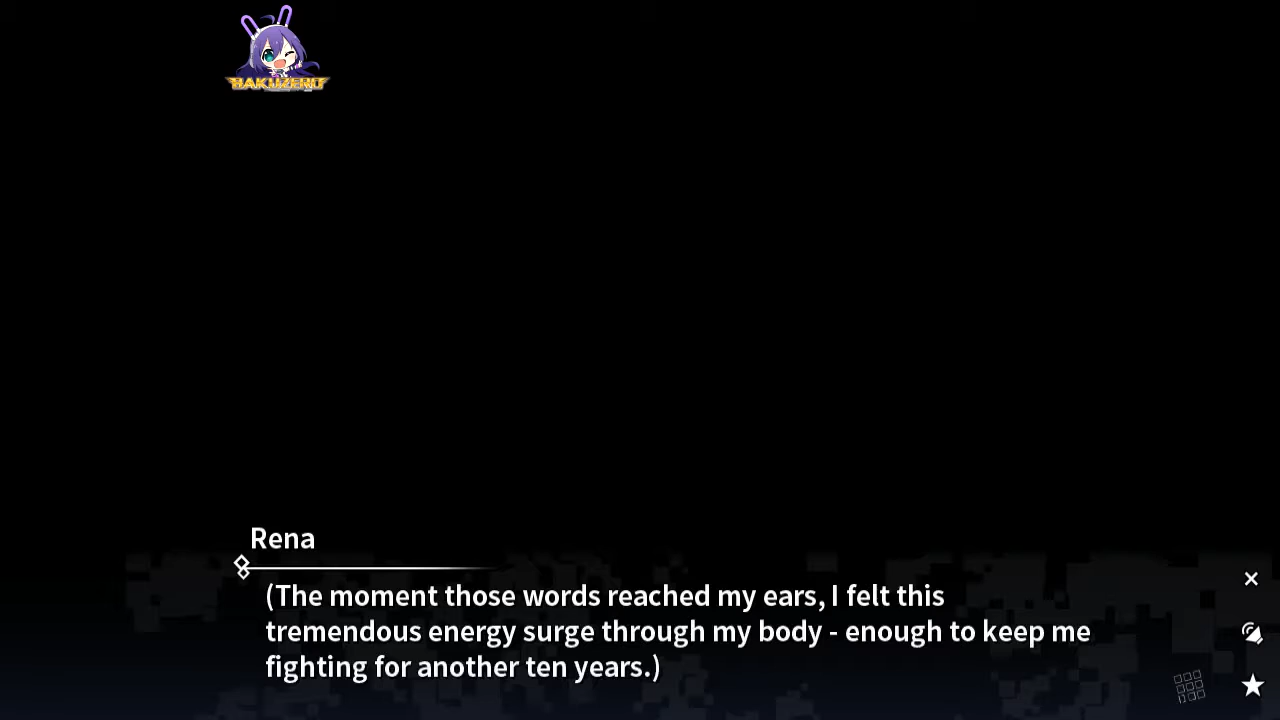 HAKUZERO
Rena
(The moment those words reached my ears, I felt this
tremendous energy surge through my body - enough to keep me
fighting for another ten years.)